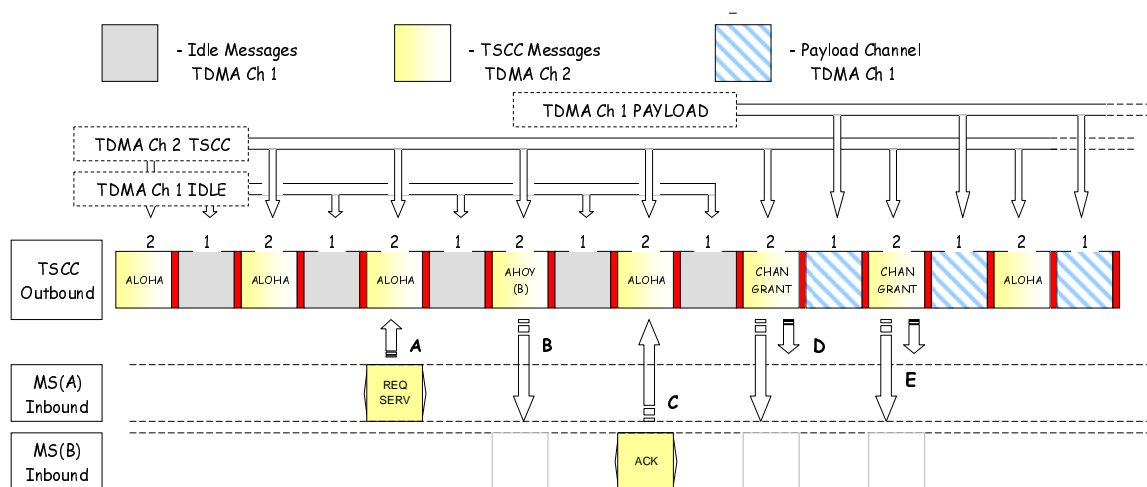 - Idle Messages
TDMA Ch 1
- TSCC Messages
TDMA Ch 2
- Payload Channel
TDMA Ch 1
TDMA Ch 1 PAYLOAD
TDMA Ch 2 TSCC
TDMA Ch 1 IDLE
2 1 2 1 2 1 2 1 2 1 2 1 2 1 2 1
TSCC
Outbound
ALOHA
ALOHA
ALOHA
AHOY
(B)
ALOHA
CHAN
GRANT
CHAN
GRANT
ALOHA
A
B
C
D
E
MS(A)
Inbound
REQ
SERV
MS(B)
Inbound
ACK